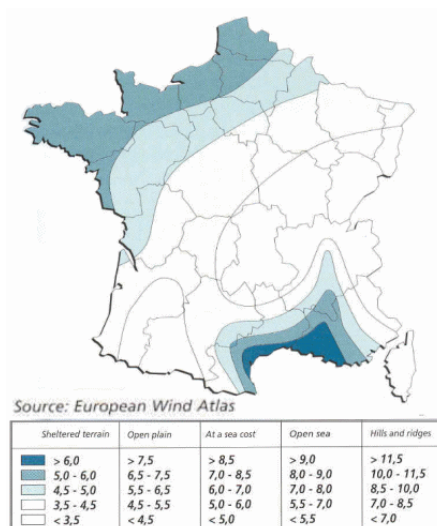 Source: European Wind Atlas
Sheltered terrain Open plain At a sea cost Open sea Hills and ridges
> 6,0 > 7,5 > 8,5 > 9,0 > 11,5
5,0 - 6,0 6,5 - 7,5 7,0 - 8,5 8,0 - 9,0 10,0 - 11,5
4,5 - 5,0 5,5 - 6,5 6,0 - 7,0 7,0 - 8,0 8,5 - 10,0
3,5 - 4,5 4,5 - 5,5 5,0 - 6,0 5,5 - 7,0 7,0 - 8,5
< 3,5 < 4,5 < 5,0 < 5,5 < 7,0